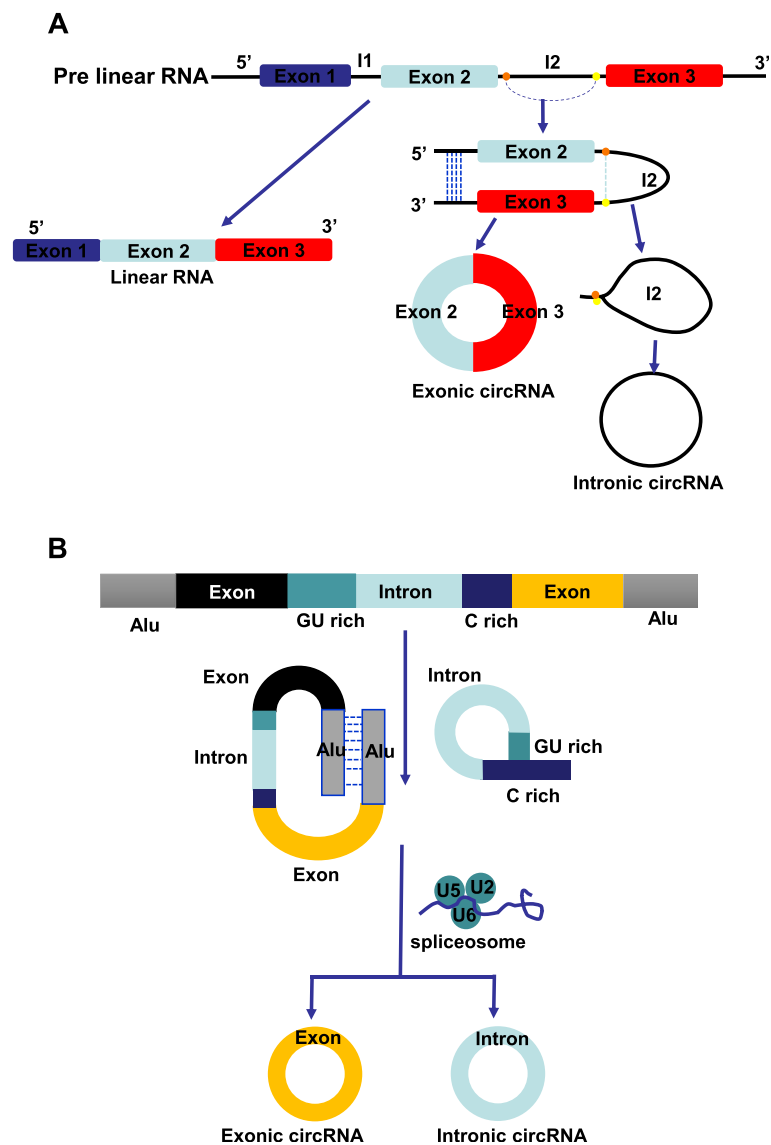 A
5’ I1 I2 3’
Pre linear RNA Exon 1 Exon 2 Exon 3
5’ Exon 2
I2
3’ Exon 3
5’ 3’
Exon 1 Exon 2 Exon 3
Linear RNA
Exon 2 Exon 3
I2
Exonic circRNA
Intronic circRNA
B
Exon Intron Exon
Alu GU rich C rich Alu
Exon
Intron
Alu Alu
Exon
Intron
GU rich
C rich
U5 U2
U6
spliceosome
Exon Intron
Exonic circRNA Intronic circRNA